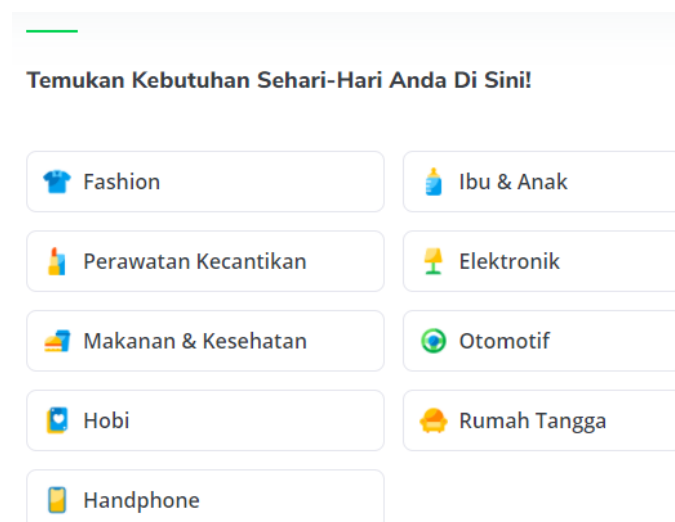 Temukan Kebutuhan Sehari-Hari Anda Di Sini!
Fashion
Ibu & Anak
Perawatan Kecantikan
Elektronik
Makanan & Kesehatan
Otomotif
Hobi
Rumah Tangga
Handphone